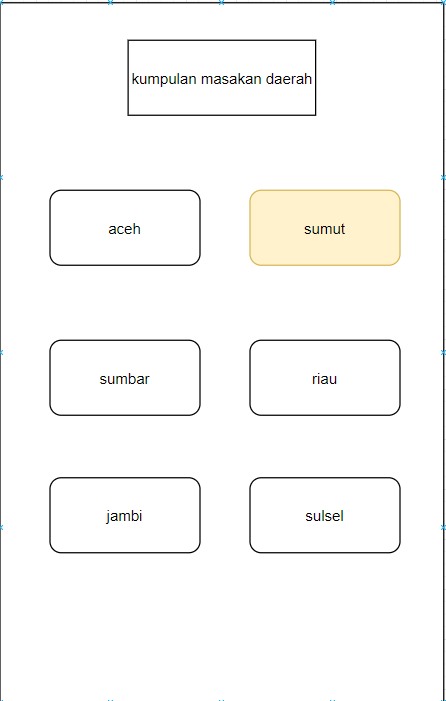 kumpulan masakan daerah
aceh
sumut
sumbar
riau
jambi
sulsel